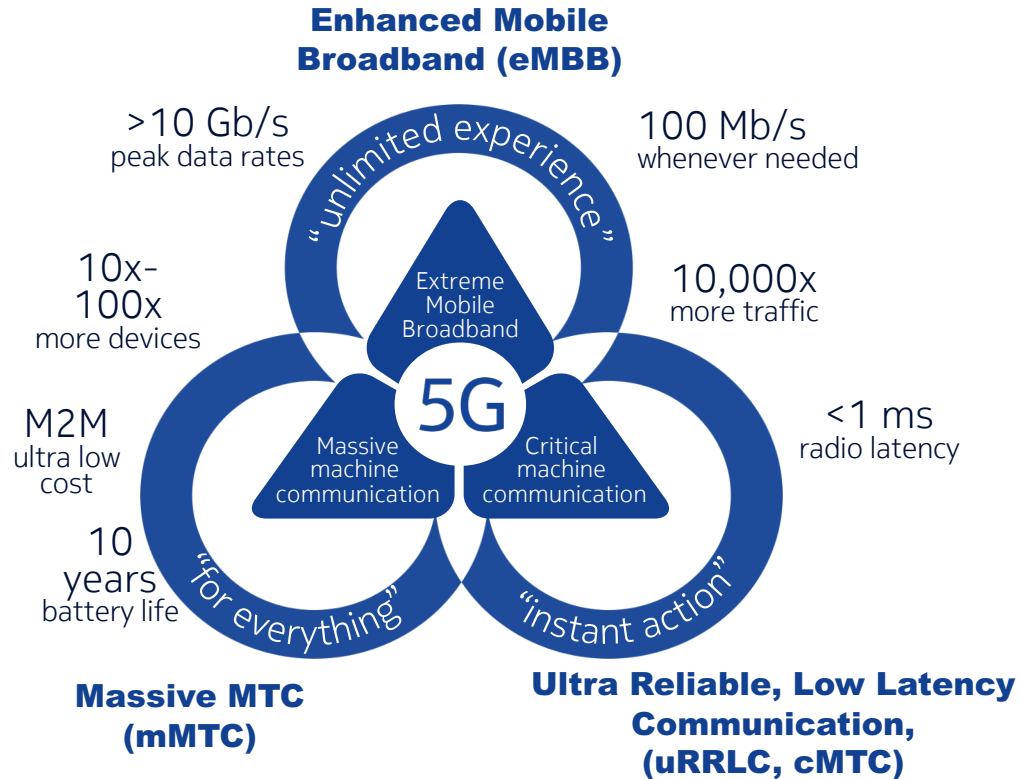 Enhanced Mobile
Broadband (eMBB)
>10 Gb/s
peak data rates
100 Mb/s
whenever needed
“unlimited experience”
10x-
100x
more devices
Extreme
Mobile
Broadband
10,000x
more traffic
5G
M2M
ultra low
cost
Massive
machine
communication
Critical
machine
communication
<1 ms
radio latency
10
years
battery life
“for everything”
“instant action”
Massive MTC
(mMTC)
Ultra Reliable, Low Latency
Communication,
(uRRLC, cMTC)